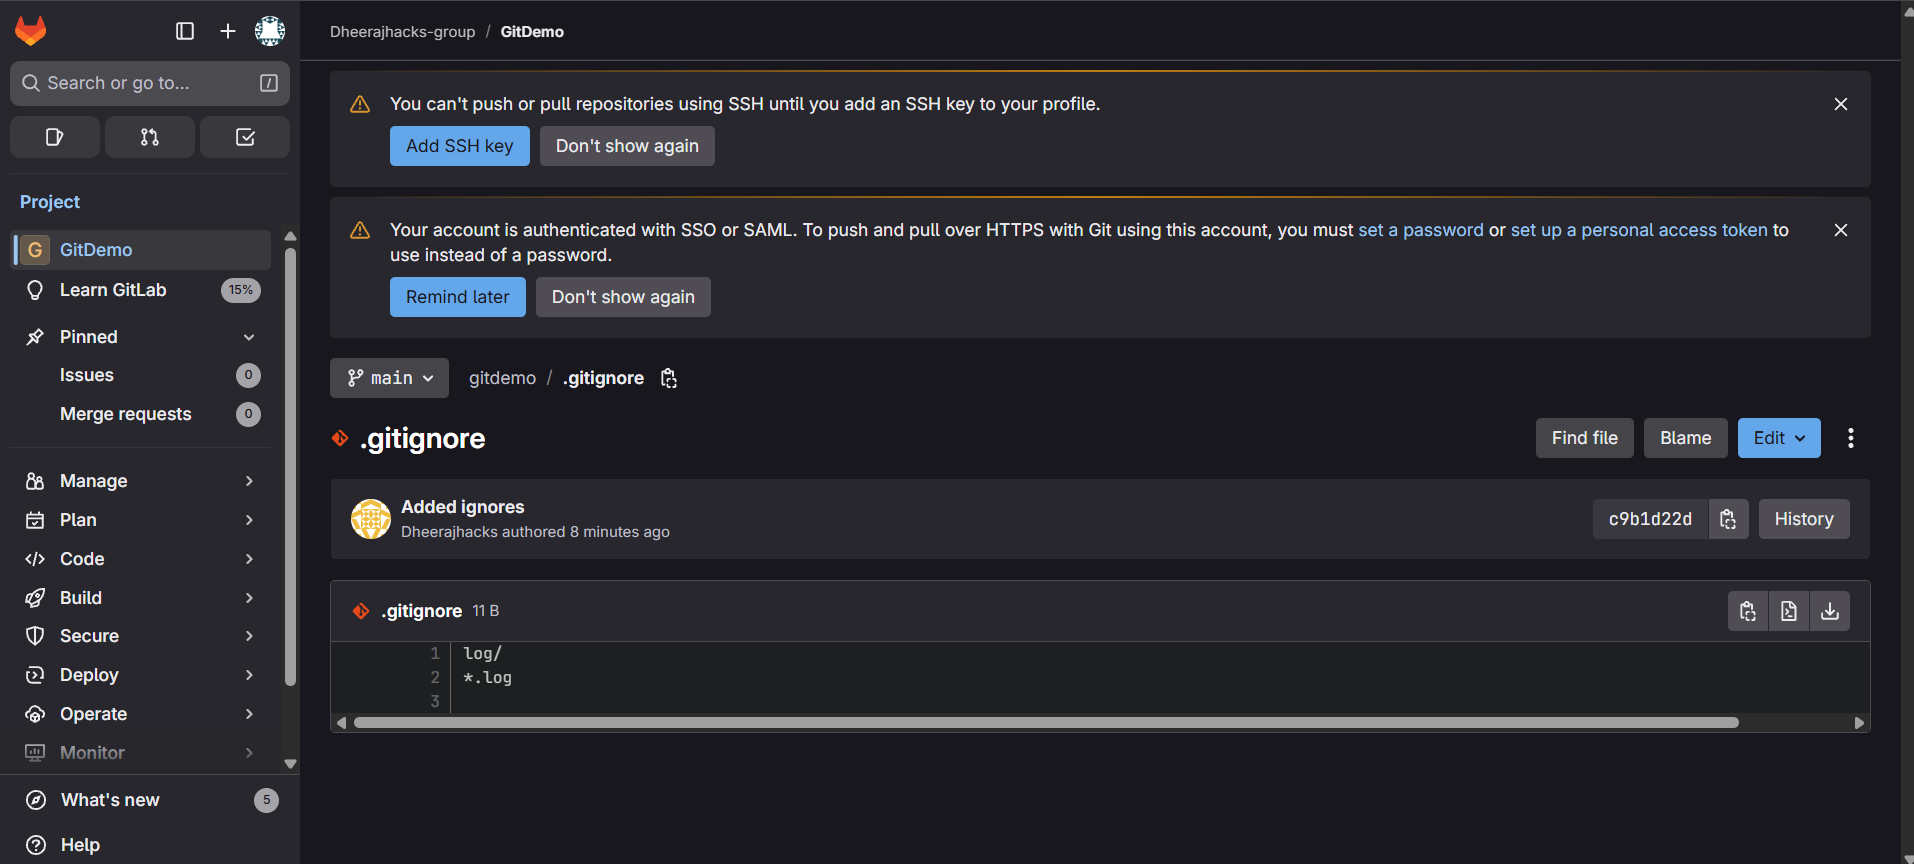 Dheerajhacks-group / GitDemo
Search or go to... /
Project
G GitDemo
Learn GitLab 15%
Pinned
Issues 0
Merge requests 0
Manage
Plan
Code
Build
Secure
Deploy
Operate
Monitor
What's new 5
Help
You can't push or pull repositories using SSH until you add an SSH key to your profile.
Add SSH key Don't show again
Your account is authenticated with SSO or SAML. To push and pull over HTTPS with Git using this account, you must set a password or set up a personal access token to
use instead of a password.
Remind later Don't show again
main gitdemo / .gitignore
.gitignore Find file Blame Edit
Added ignores
Dheerajhacks authored 8 minutes ago
c9b1d22d History
.gitignore 11 B
1 log/
2 *.log
3